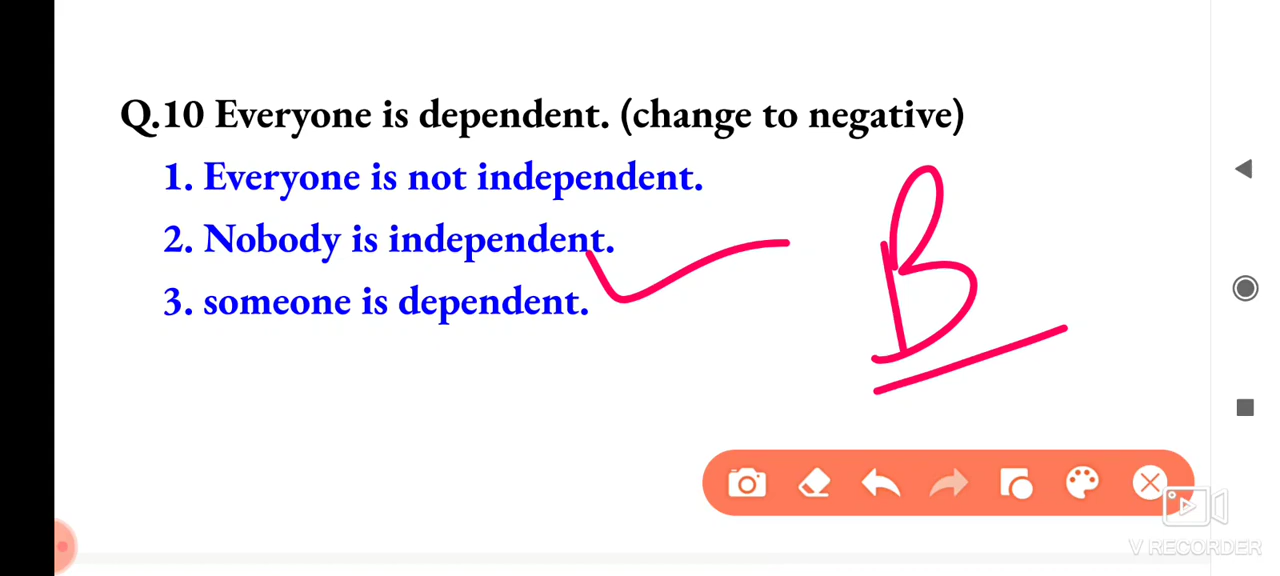 Q.10 Everyone is dependent. (change to negative)
1. Everyone is not independent.
2. Nobody is independent.
3. someone is dependent.
B
V RECORDER